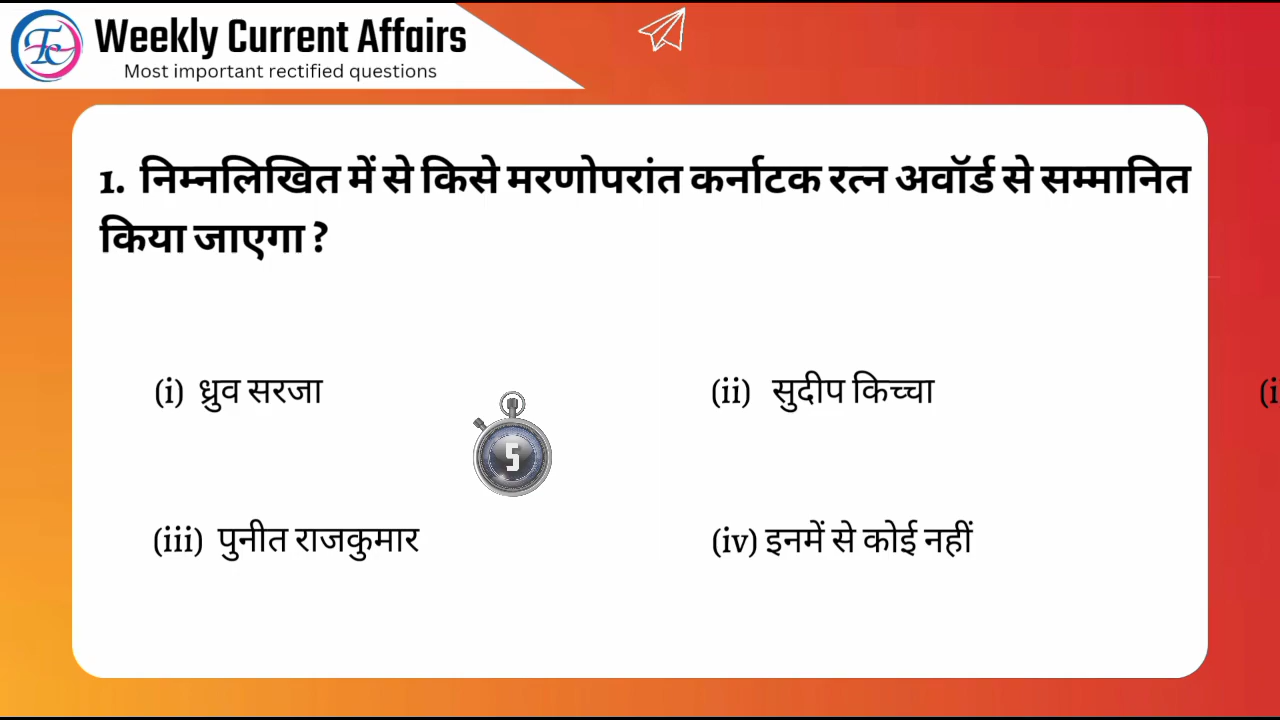 Weekly Current Affairs
Most important rectified questions
1. निम्नलिखित में से किसे मरणोपरांत कर्नाटक रत्न अवॉर्ड से सम्मानित
किया जाएगा ?
(i) ध्रुव सरजा
(ii) सुदीप किच्चा
(i
5
(iii) पुनीत राजकुमार
(iv) इनमें से कोई नहीं